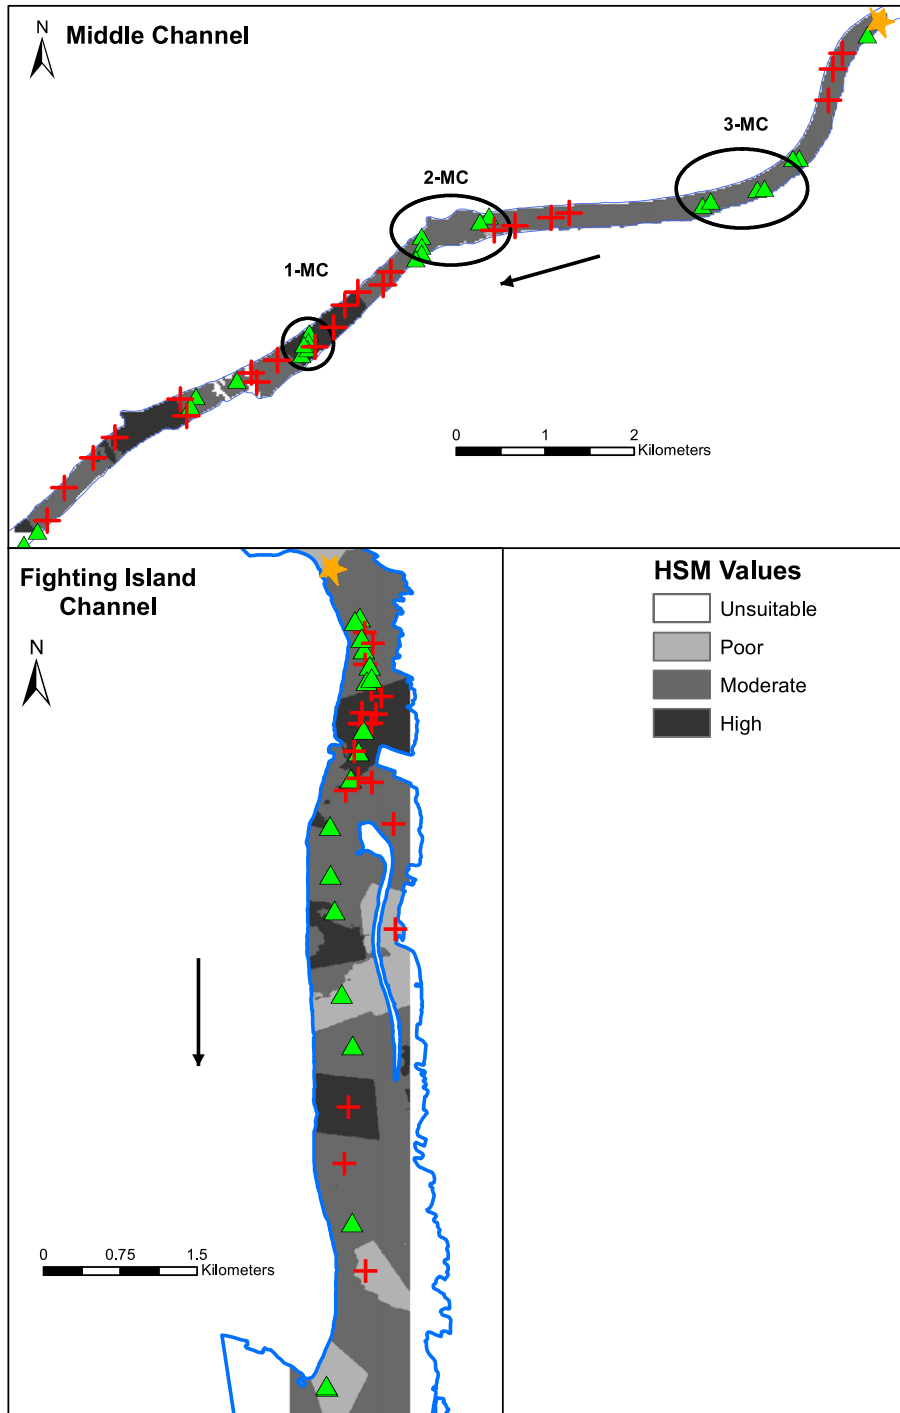 N
Middle Channel
3-MC
2-MC
1-MC
0 1 2
Kilometers
Fighting Island
Channel
N
0 0.75 1.5
Kilometers
HSM Values
Unsuitable
Poor
Moderate
High